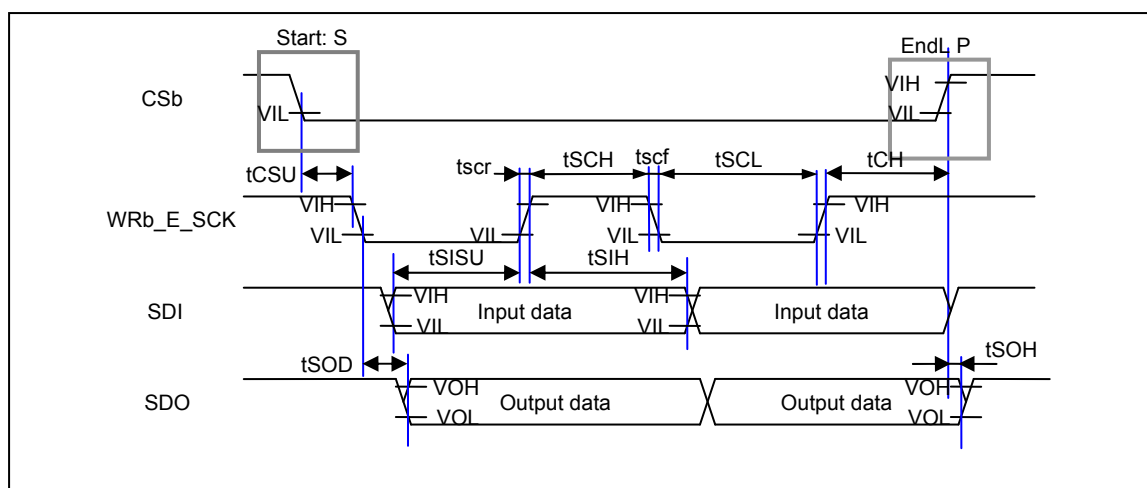 Start: S
EndL P
CSb
VIH
VIL
VIL
tCSU
tscr
tSCH
tscf
tSCL
tCH
WRb_E_SCK
VIH
VIH
VIH
VIL
VIL
VIL
VIL
tSISU
tSIH
SDI
VIH
Input data
VIH
Input data
VIL
VIL
tSOD
tSOH
SDO
VOH
Output data
Output data
VOH
VOL
VOL